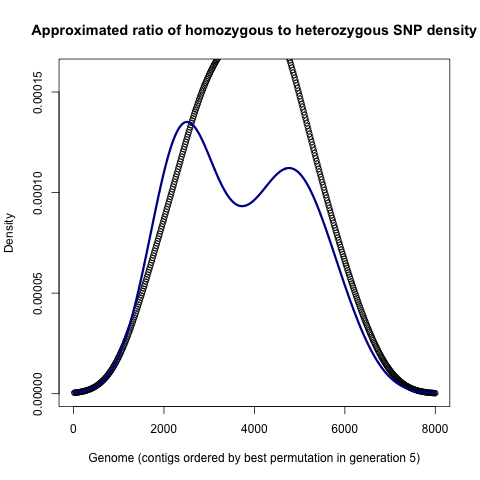 Approximated ratio of homozygous to heterozygous SNP density
0.00015
0.00010
0.00005
0.00000
Density
0 2000 4000 6000 8000
Genome (contigs ordered by best permutation in generation 5)